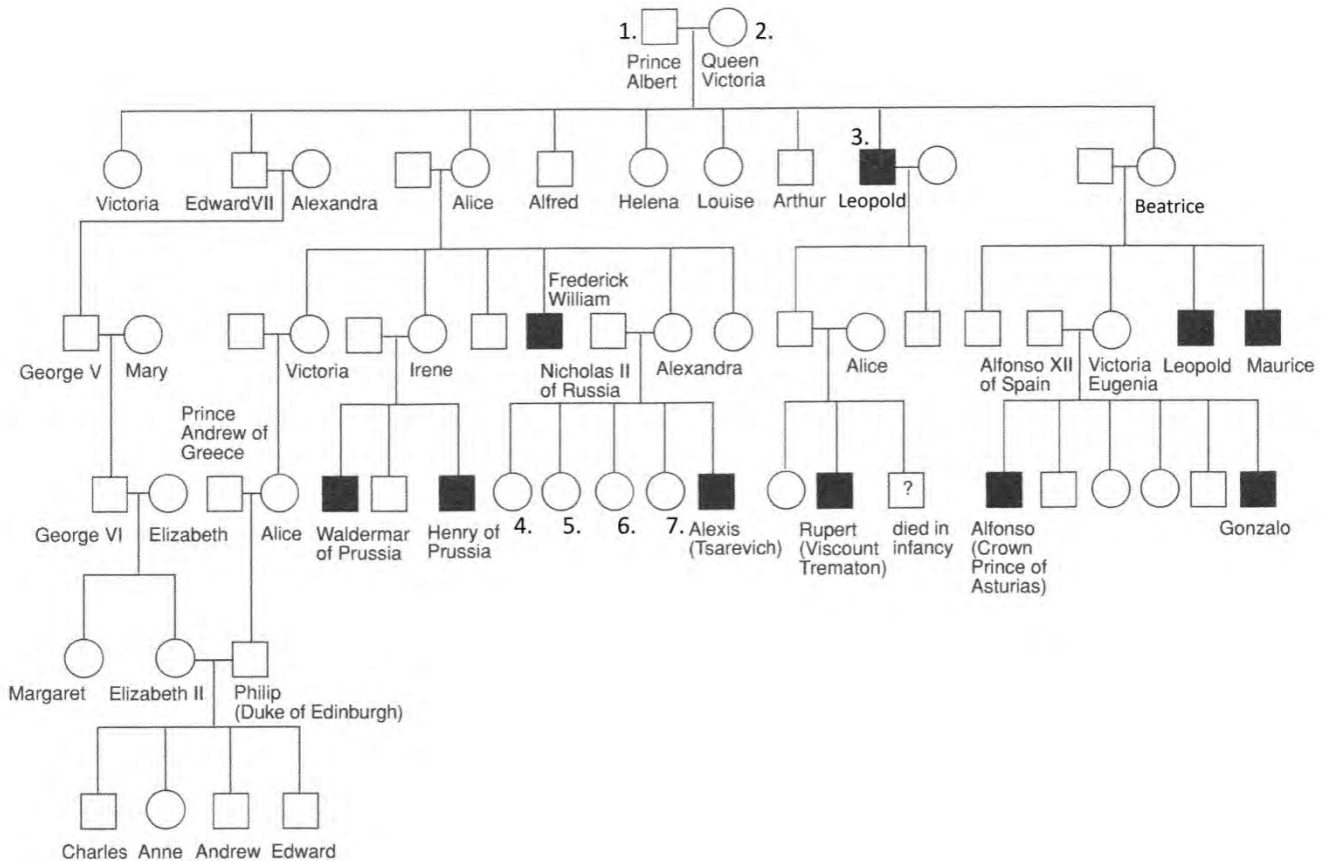 1.
2.
Prince
Albert
Queen
Victoria
3.
Victoria
Edward VII
Alexandra
Alice
Alfred
Helena
Louise
Arthur
Leopold
Beatrice
Frederick
William
George V
Mary
Victoria
Irene
Nicholas II
of Russia
Alexandra
Alice
Alfonso XII
of Spain
Victoria
Eugenia
Leopold
Maurice
Prince
Andrew of
Greece
George VI
Elizabeth
Alice
Waldermar
of Prussia
Henry of
Prussia
4.
5.
6.
7.
Alexis
(Tsarevich)
Rupert
(Viscount
Trematon)
?
died in
infancy
Alfonso
(Crown
Prince of
Asturias)
Gonzalo
Margaret
Elizabeth II
Philip
(Duke of Edinburgh)
Charles
Anne
Andrew
Edward